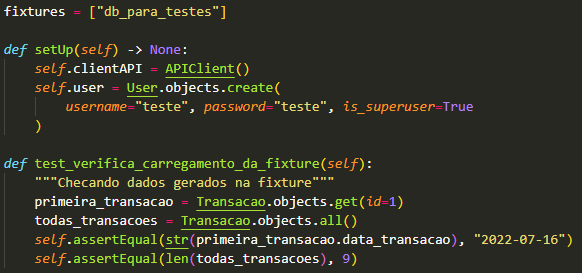 fixtures = ["db_para_testes"]
def setUp(self) -> None:
self.clientAPI = APIClient()
self.user = User.objects.create(
username="teste", password="teste", is_superuser=True
)
def test_verifica_carregamento_da_fixture(self):
"""Checando dados gerados na fixture"""
primeira_transacao = Transacao.objects.get(id=1)
todas_transacoes = Transacao.objects.all()
self.assertEqual(str(primeira_transacao.data_transacao), "2022-07-16")
self.assertEqual(len(todas_transacoes), 9)